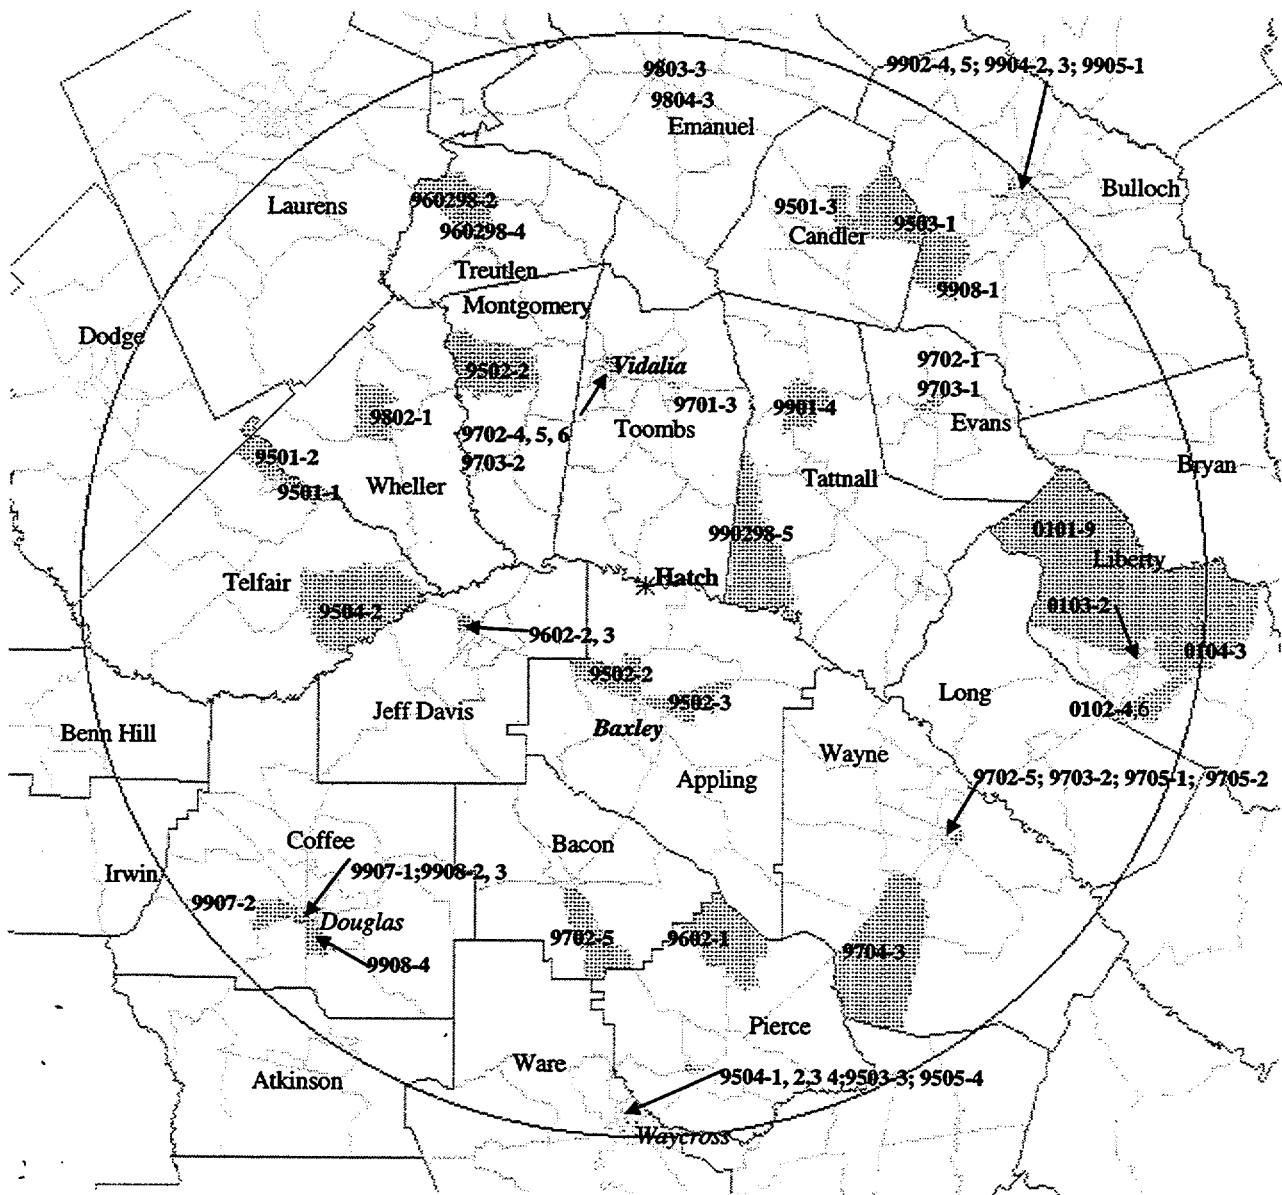 9803-3
9902-4, 5; 9904-2, 3; 9905-1
9804-3
Emanuel
Bulloch
Laurens
960298-2
9501-3
9503-1
960298-4
Candler
Treutlen
9908-1
Montgomery
Dodge
9502-2
Vidalia
9702-1
9703-1
9802-1
9701-3
9901-4
Evans
9702-4, 5, 6
Toombs
9501-2
9703-2
Bryan
9501-1
Wheller
Tattnall
990298-5
0101-9
Liberty
Telfair
Hatch
9504-2
0103-2
9602-2, 3
0104-3
9502-2
9502-3
Long
Jeff Davis
0102-4,6
Benn Hill
Baxley
Wayne
Appling
9702-5; 9703-2; 9705-1; 9705-2
Coffee
Bacon
Irwin
9907-1;9908-2, 3
9907-2
Douglas
9702-5
9602-1
9704-3
9908-4
Pierce
Ware
Atkinson
9504-1, 2,3 4;9503-3; 9505-4
Waycross